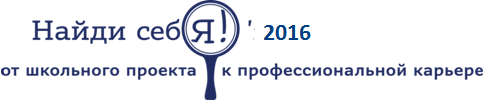 Найди себЯ! '2016
от школьного проекта к профессиональной карьере